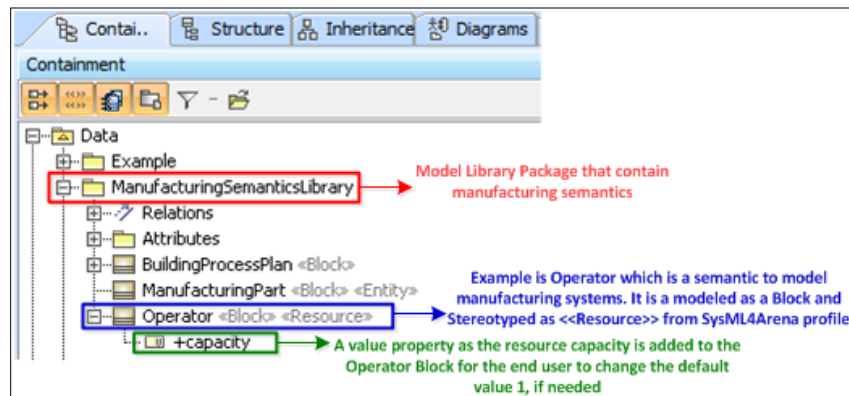 Contai.. Structure Inheritance Diagrams
Containment
Data
Example
ManufacturingSemanticsLibrary
Model Library Package that contain
manufacturing semantics
Relations
Attributes
BuildingProcessPlan «Block»
ManufacturingPart «Block» «Entity»
Operator «Block» «Resource»
Example is Operator which is a semantic to model
manufacturing systems. It is a modeled as a Block and
Stereotyped as <<Resource>> from SysML4Arena profile
+capacity
A value property as the resource capacity is added to the
Operator Block for the end user to change the default
value 1, if needed